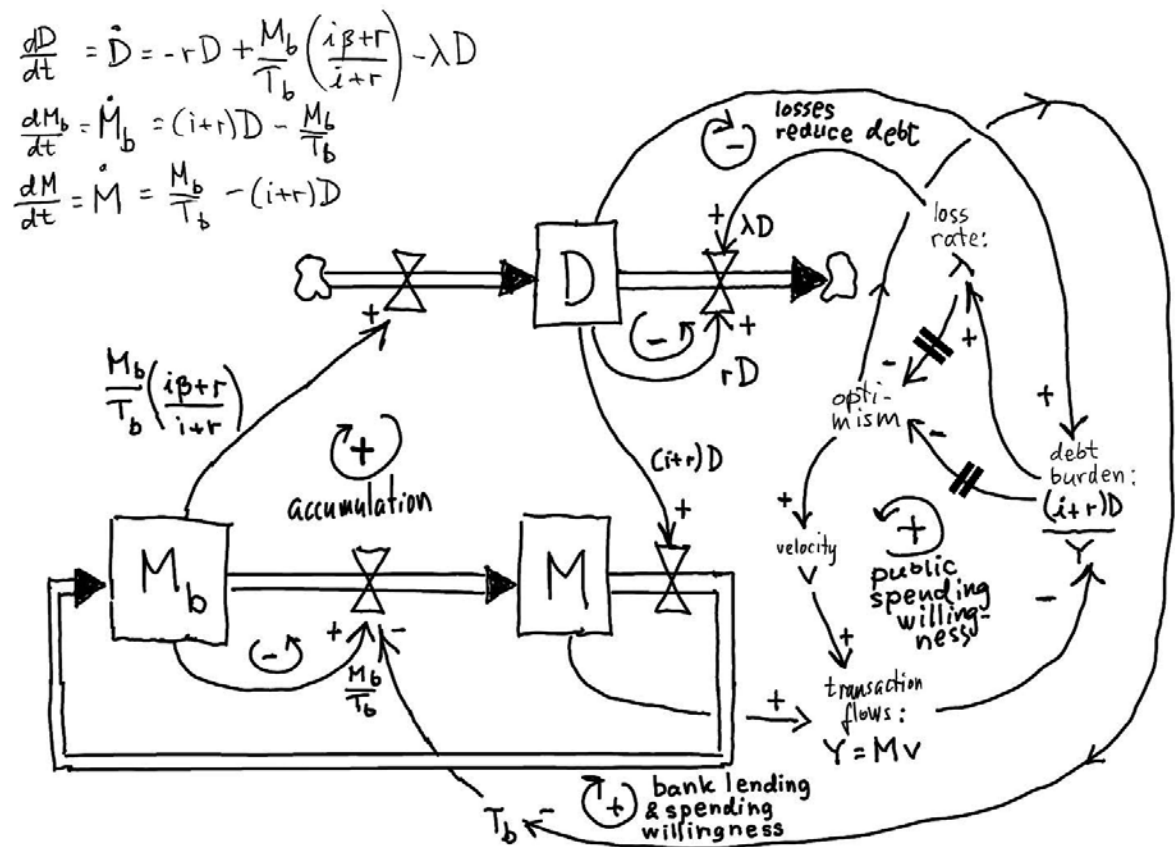 dD/dt = Ḋ = -rD + M_b/T_b (iβ+r / i+r) - λD
dM_b/dt = Ṁ_b = (i+r)D - M_b/T_b
dM/dt = Ṁ = M_b/T_b - (i+r)D
losses
reduce debt
-
+
λD
loss
rate:
λ
D
+
-
+
rD
-
+
M_b/T_b (iβ+r / i+r)
opti-
mism
-
+
debt
burden:
(i+r)D
Y
+
accumulation
(i+r)D
+
+
velocity
v
+
public
spending
willing-
ness
-
M_b
M
-
+
-
M_b/T_b
+
+
transaction
flows:
Y=Mv
T_b
-
+
bank lending
& spending
willingness